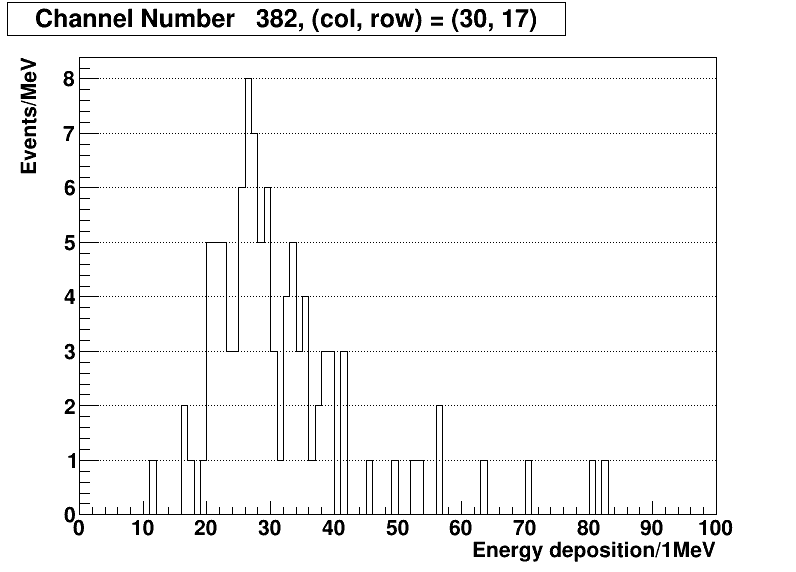 Channel Number 382, (col, row) = (30, 17)
Events/MeV
8
7
6
5
4
3
2
1
0
0 10 20 30 40 50 60 70 80 90 100
Energy deposition/1MeV